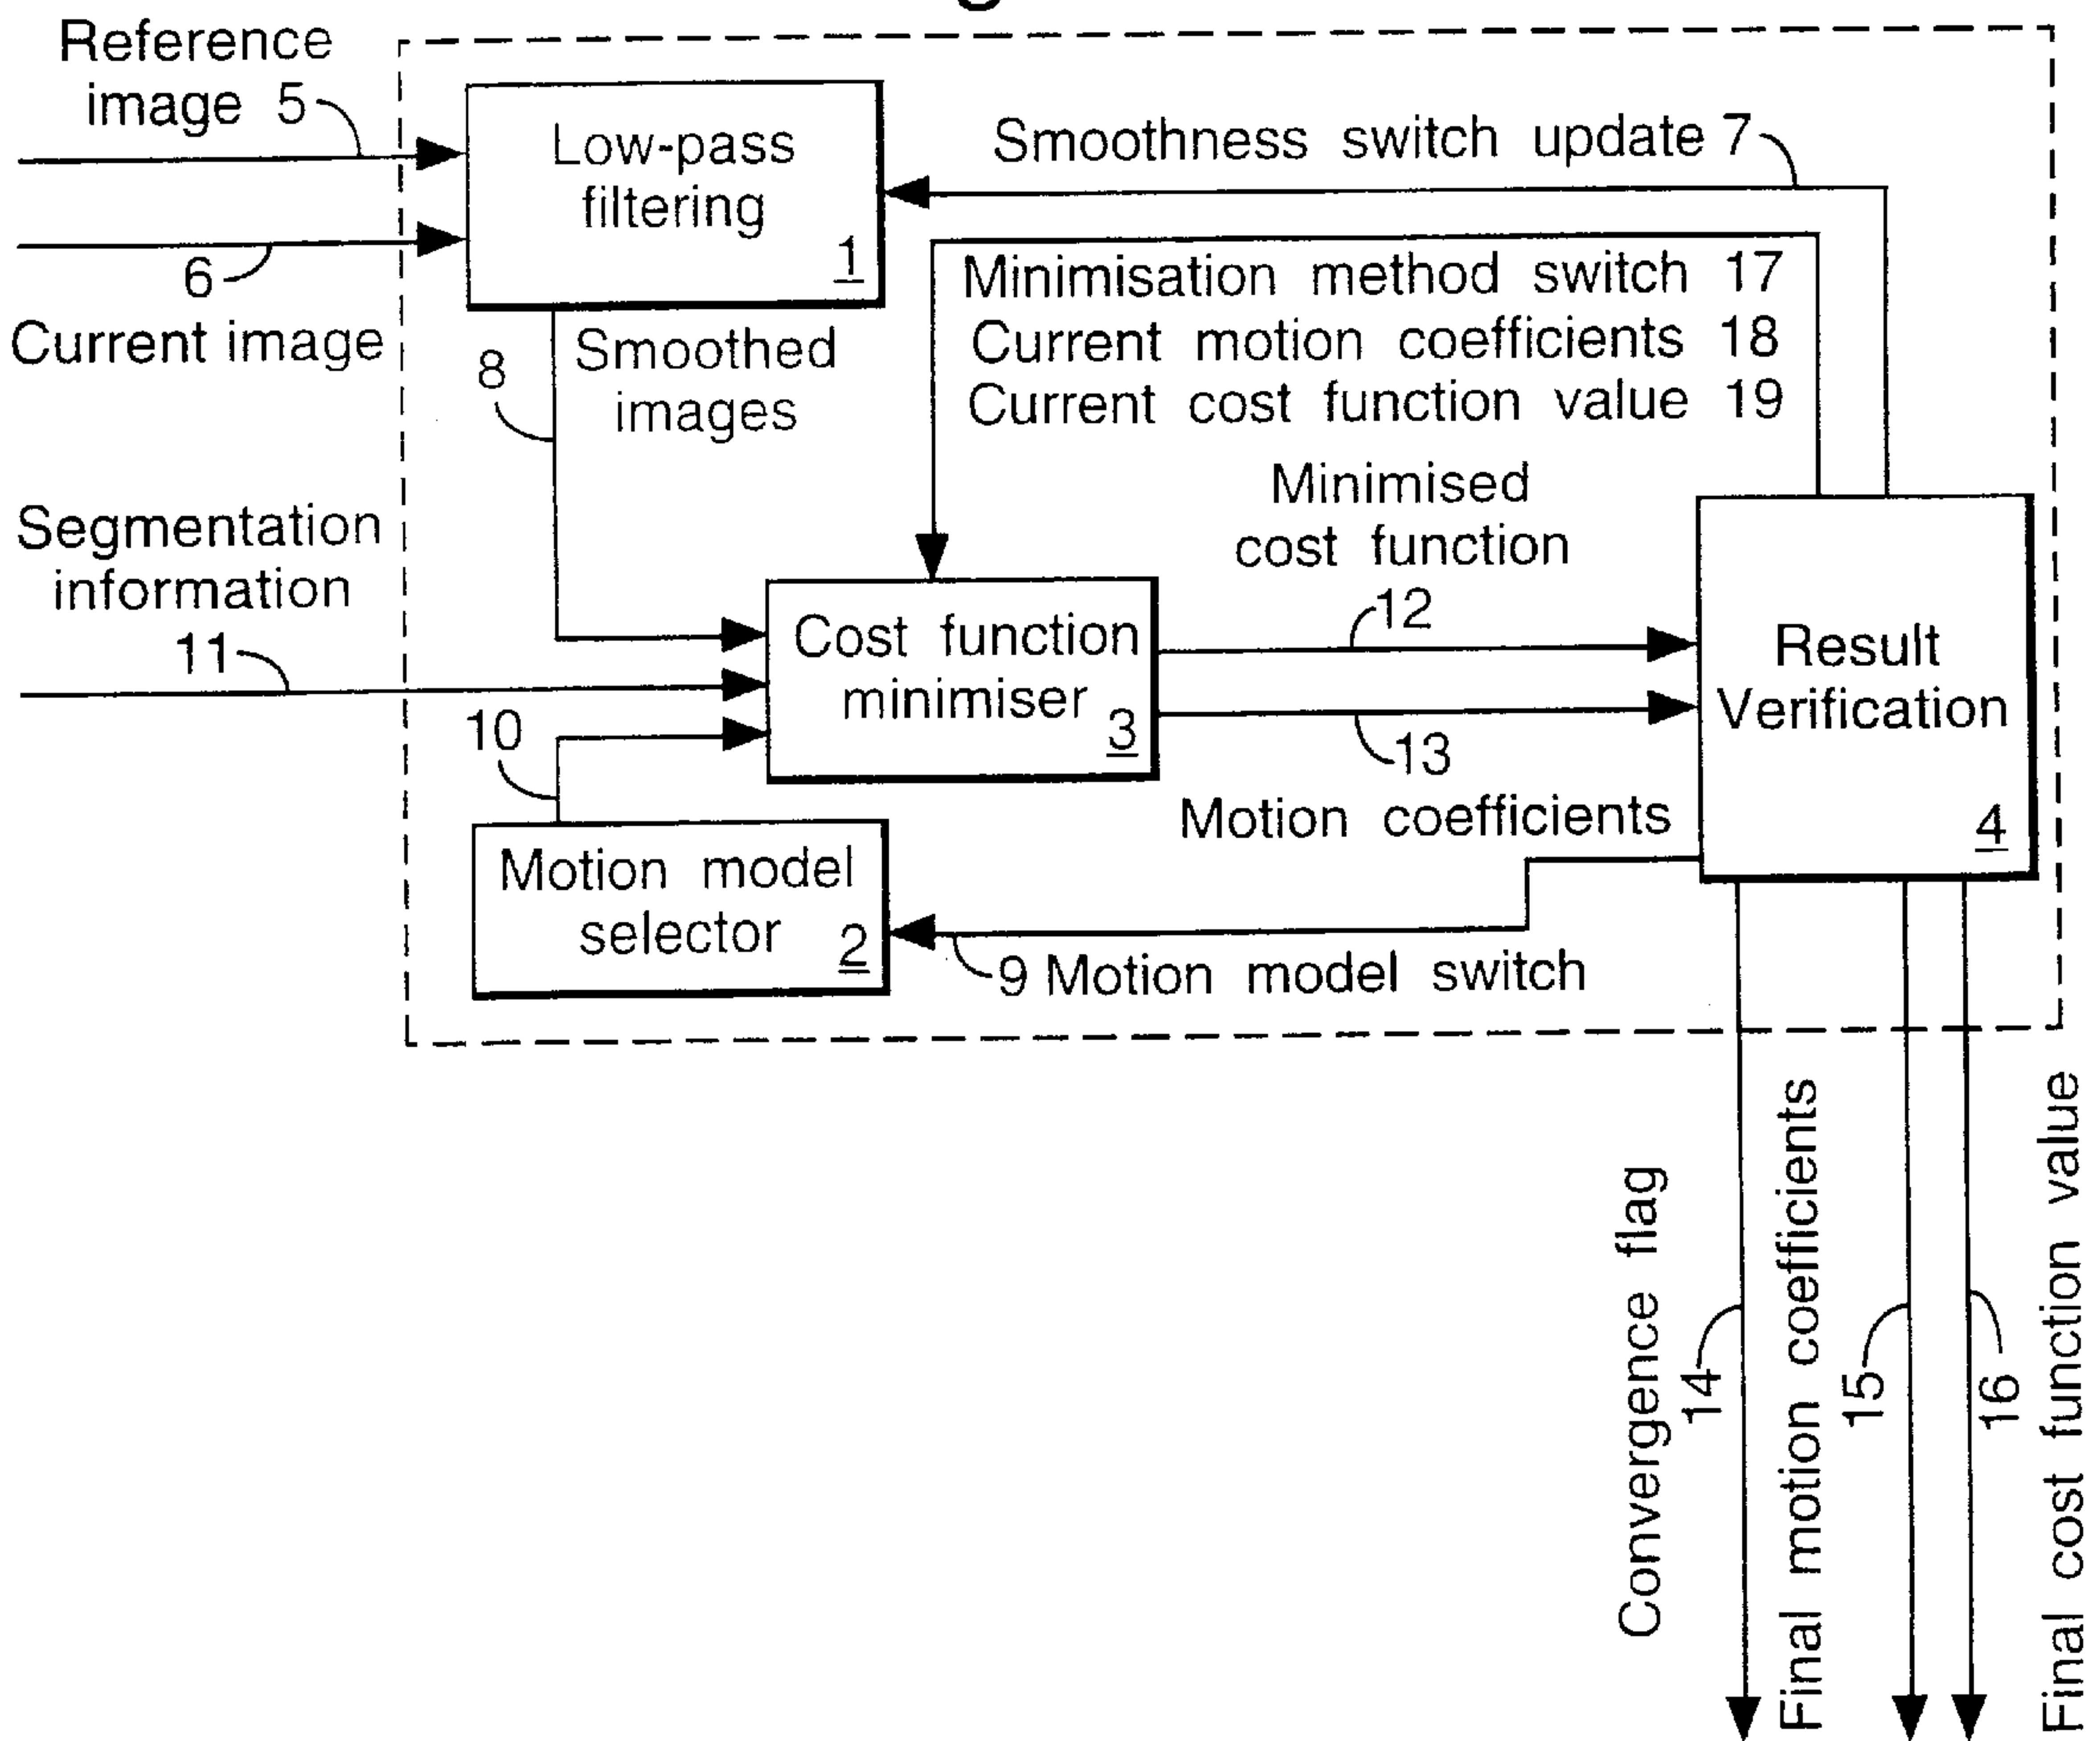 Reference
image 5
Low-pass
filtering
1
Smoothness switch update 7
6
Current image
Minimisation method switch 17
Current motion coefficients 18
Current cost function value 19
8
Smoothed
images
Segmentation
information
11
Minimised
cost function
12
Cost function
minimiser
3
Result
Verification
4
10
13
Motion coefficients
Motion model
selector
2
9 Motion model switch
Convergence flag
14
Final motion coefficients
15
16
Final cost function value